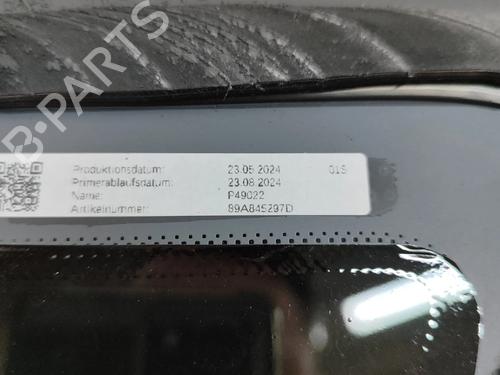 Produktionsdatum: 23.05.2024 01S
Primerablaufsdatum: 23.08.2024
Name: P49022
Artikelnummer: 89A845297D
B-PARTS